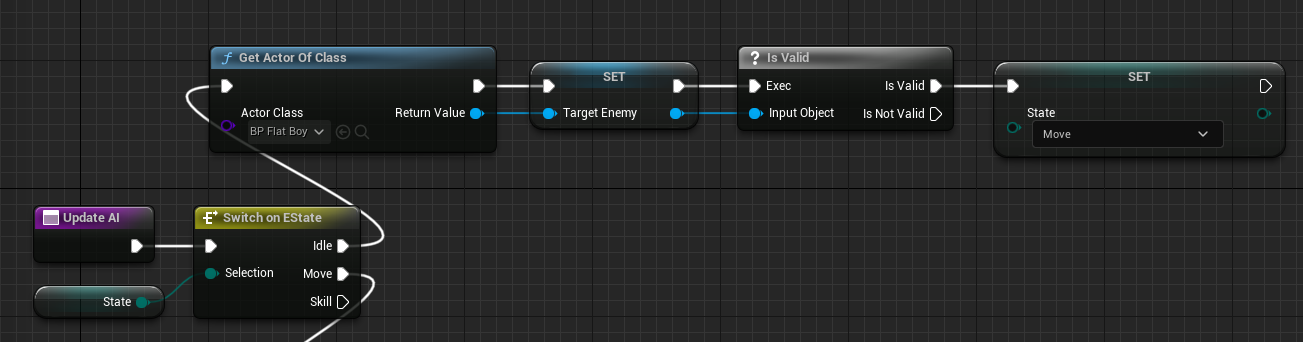 Get Actor Of Class
Actor Class
BP Flat Boy
Return Value
SET
Target Enemy
Is Valid
Exec
Is Valid
Input Object
Is Not Valid
SET
State
Move
Update AI
Switch on EState
Idle
Selection
Move
Skill
State